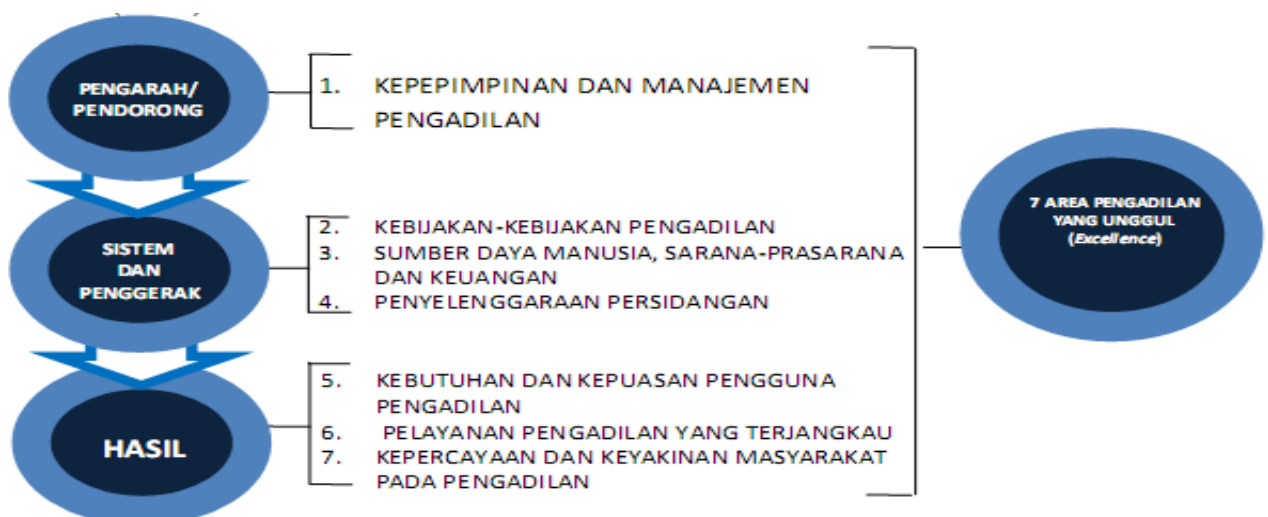 PENGARAH/
PENDORONG
1. KEPEPIMPINAN DAN MANAJEMEN
PENGADILAN
SISTEM
DAN
PENGGERAK
2. KEBIJAKAN-KEBIJAKAN PENGADILAN
3. SUMBER DAYA MANUSIA, SARANA-PRASARANA
DAN KEUANGAN
4. PENYELENGGARAAN PERSIDANGAN
HASIL
5. KEBUTUHAN DAN KEPUASAN PENGGUNA
PENGADILAN
6. PELAYANAN PENGADILAN YANG TERJANGKAU
7. KEPERCAYAAN DAN KEYAKINAN MASYARAKAT
PADA PENGADILAN
7 AREA PENGADILAN
YANG UNGGUL
(Excellence)